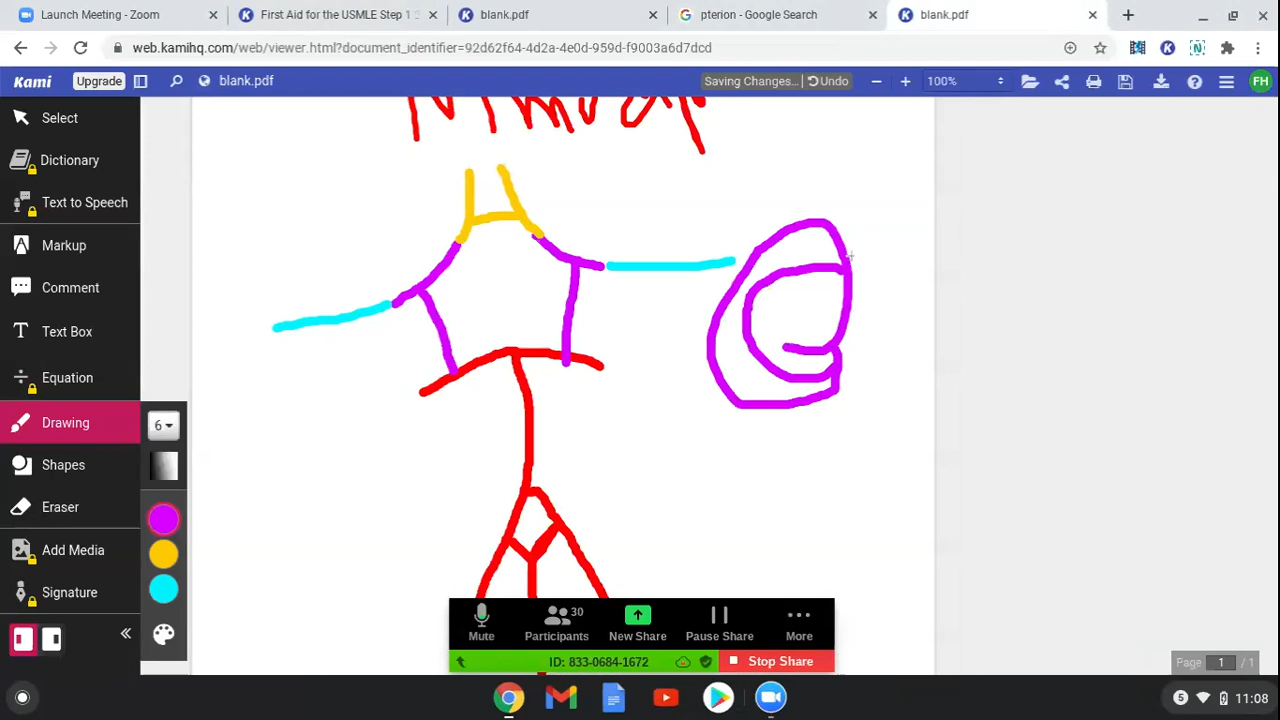 Launch Meeting - Zoom
First Aid for the USMLE Step 1
blank.pdf
pterion - Google Search
blank.pdf
web.kamihq.com/web/viewer.html?document_identifier=92d62f64-4d2a-4e0d-959d-f9003a6d7dcd
Kami
Upgrade
blank.pdf
Saving Changes...
Undo
100%
FH
Select
Dictionary
Text to Speech
Markup
Comment
Text Box
Equation
Drawing
6
Shapes
Eraser
Add Media
Signature
30
Mute
Participants
New Share
Pause Share
More
ID: 833-0684-1672
Stop Share
Page 1 / 1
5
11:08